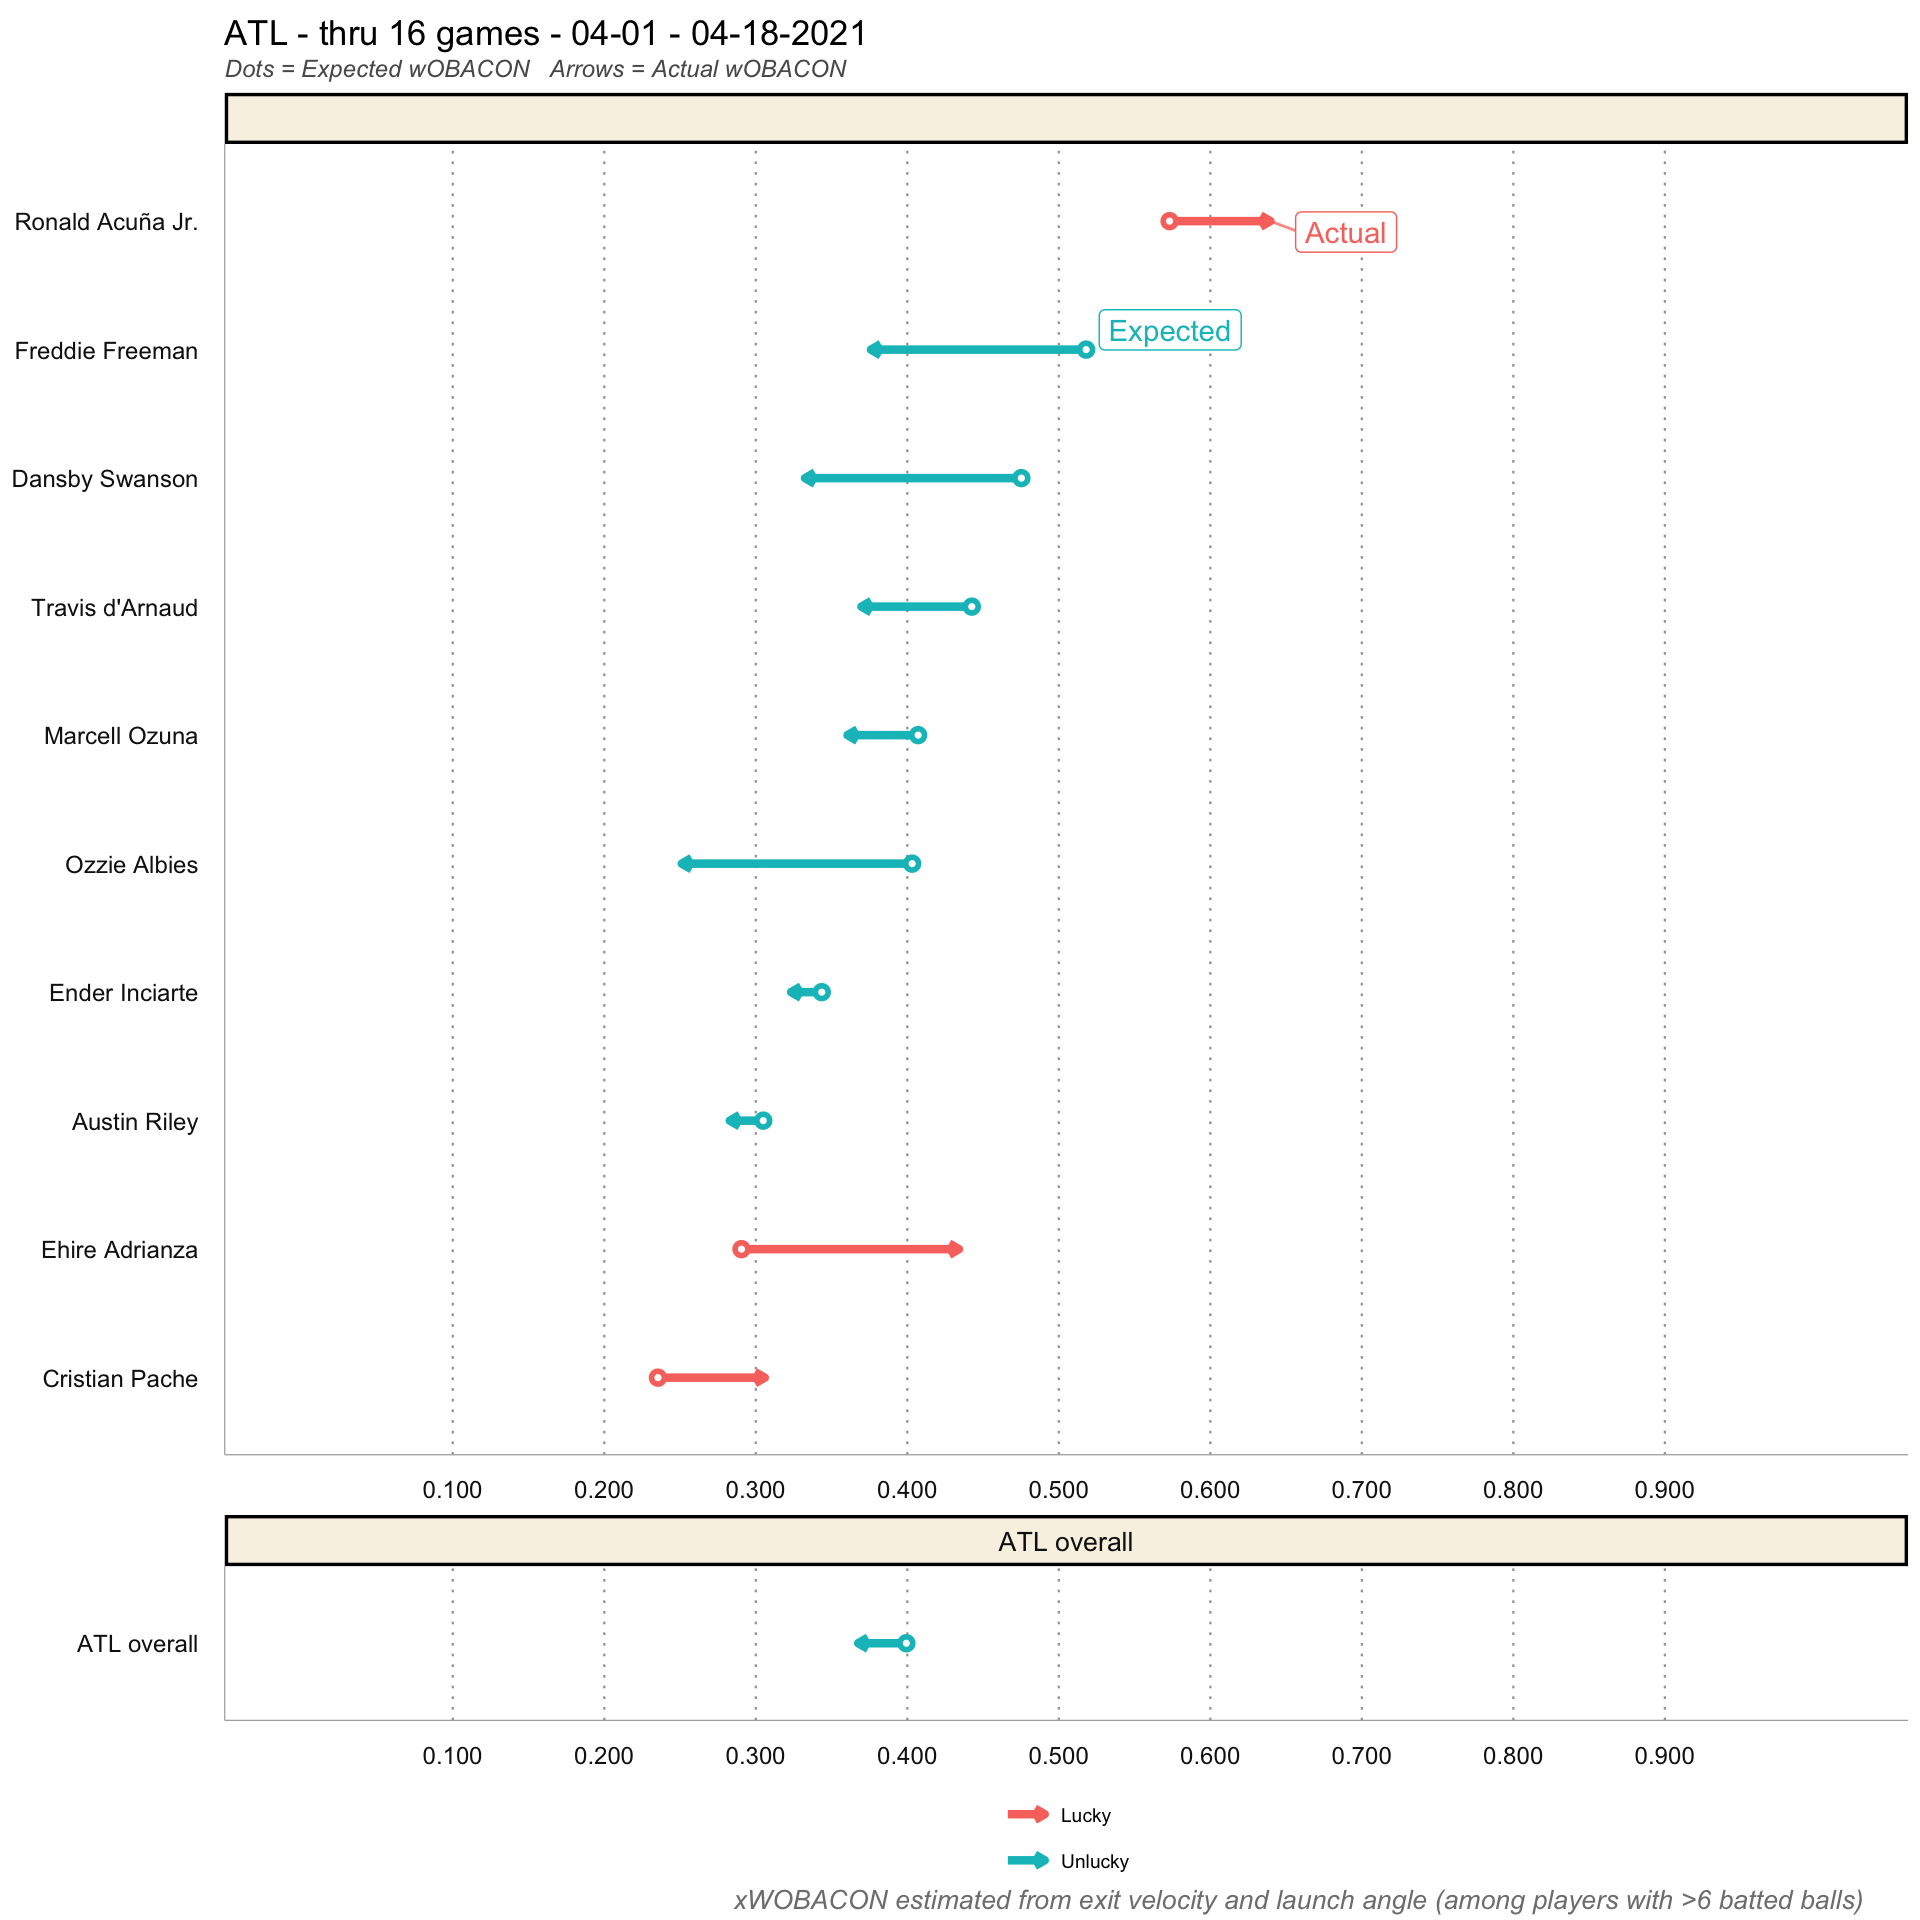 ATL - thru 16 games - 04-01 - 04-18-2021
Dots = Expected wOBACON   Arrows = Actual wOBACON
Ronald Acuña Jr.
Actual
Expected
Freddie Freeman
Dansby Swanson
Travis d'Arnaud
Marcell Ozuna
Ozzie Albies
Ender Inciarte
Austin Riley
Ehire Adrianza
Cristian Pache
0.100 0.200 0.300 0.400 0.500 0.600 0.700 0.800 0.900
ATL overall
ATL overall
0.100 0.200 0.300 0.400 0.500 0.600 0.700 0.800 0.900
Lucky
Unlucky
xWOBACON estimated from exit velocity and launch angle (among players with >6 batted balls)